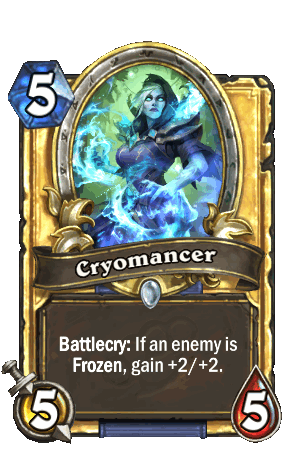 5
Cryomancer
Battlecry: If an enemy is
Frozen, gain +2/+2.
5
5